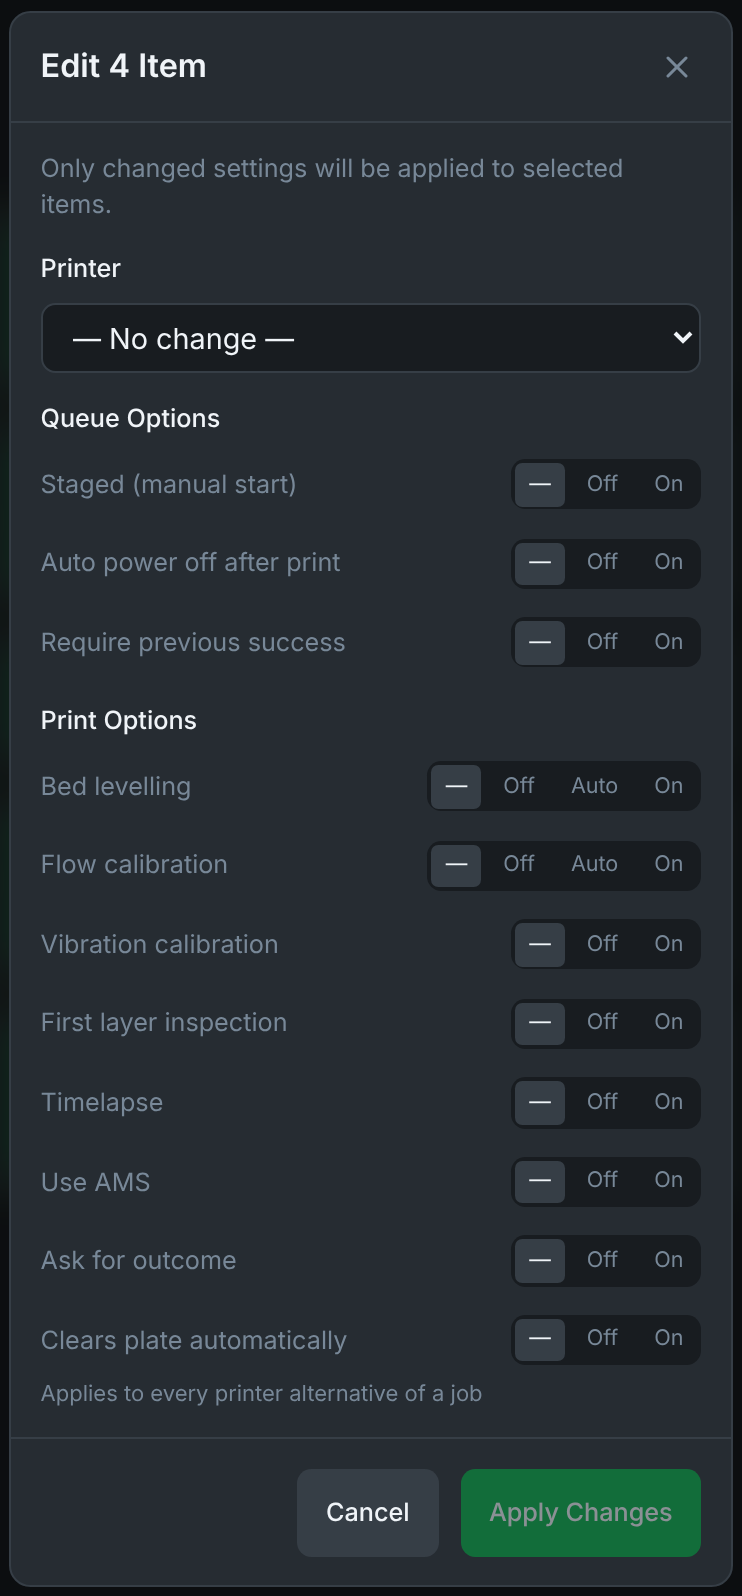 Edit 4 Item
Only changed settings will be applied to selected
items.
Printer
— No change —
Queue Options
Staged (manual start) — Off On
Auto power off after print — Off On
Require previous success — Off On
Print Options
Bed levelling — Off Auto On
Flow calibration — Off Auto On
Vibration calibration — Off On
First layer inspection — Off On
Timelapse — Off On
Use AMS — Off On
Ask for outcome — Off On
Clears plate automatically — Off On
Applies to every printer alternative of a job
Cancel Apply Changes